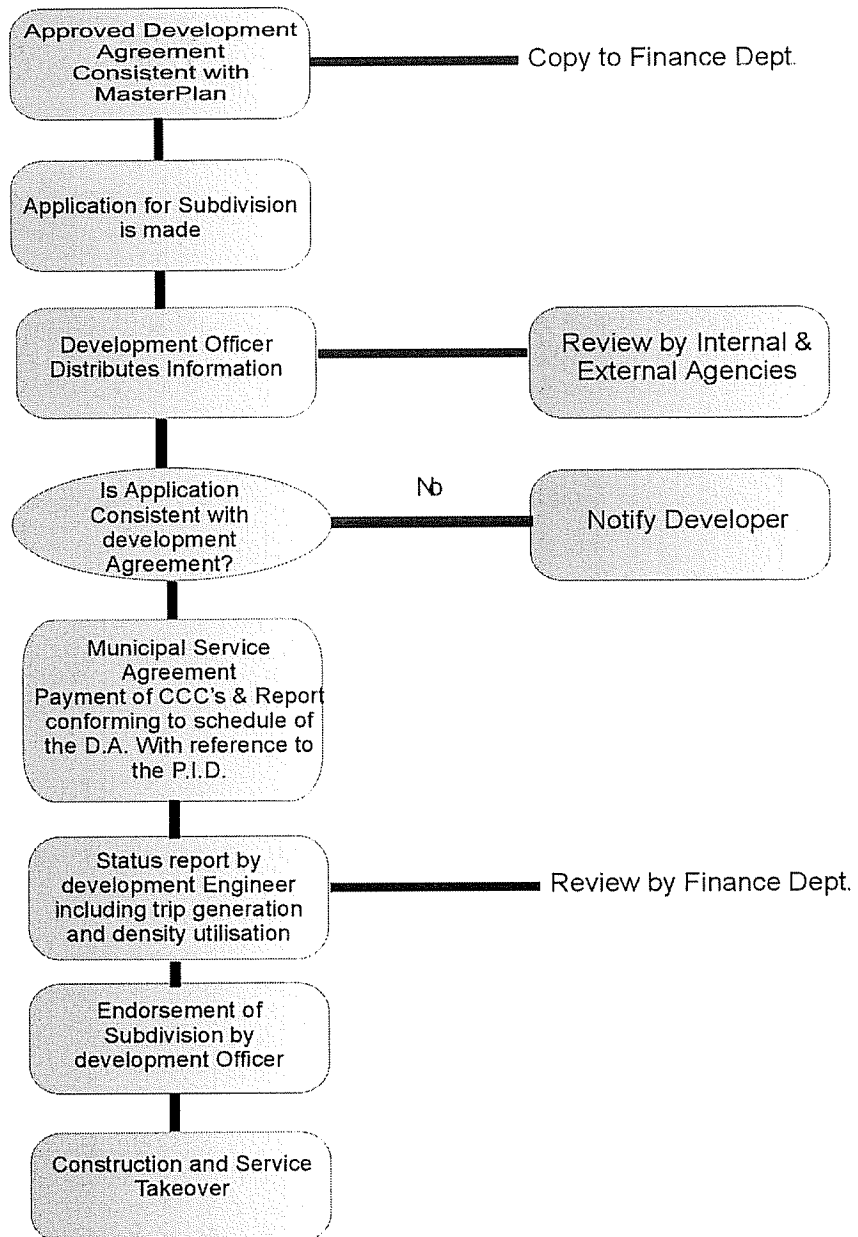 Approved Development
Agreement
Consistent with
MasterPlan
Copy to Finance Dept.
Application for Subdivision
is made
Development Officer
Distributes Information
Review by Internal &
External Agencies
Is Application
Consistent with
development
Agreement?
No
Notify Developer
Municipal Service
Agreement
Payment of CCC's & Report
conforming to schedule of
the D.A. With reference to
the P.I.D.
Status report by
development Engineer
including trip generation
and density utilisation
Review by Finance Dept.
Endorsement of
Subdivision by
development Officer
Construction and Service
Takeover